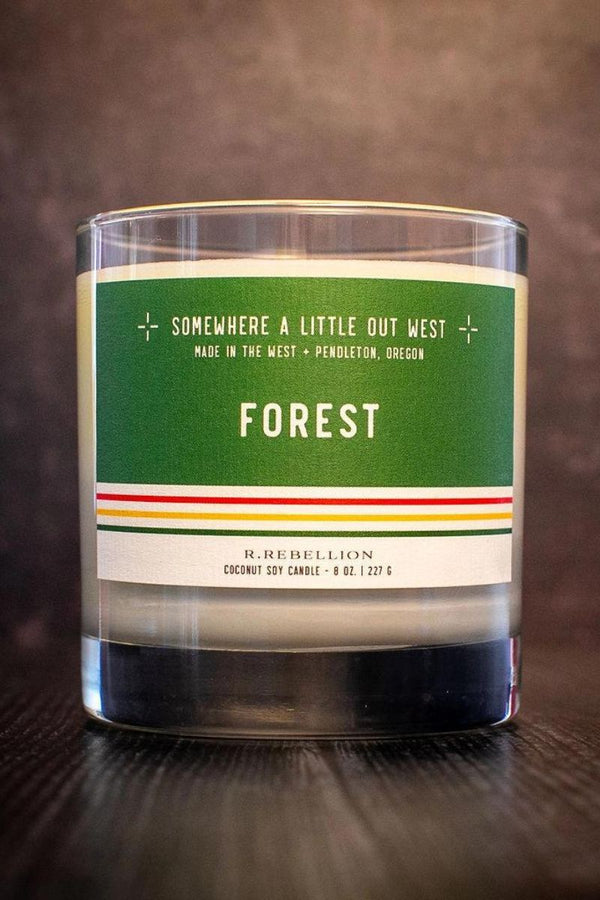 SOMEWHERE A LITTLE OUT WEST
MADE IN THE WEST + PENDLETON, OREGON
FOREST
R.REBELLION
COCONUT SOY CANDLE - 8 OZ. | 227 G